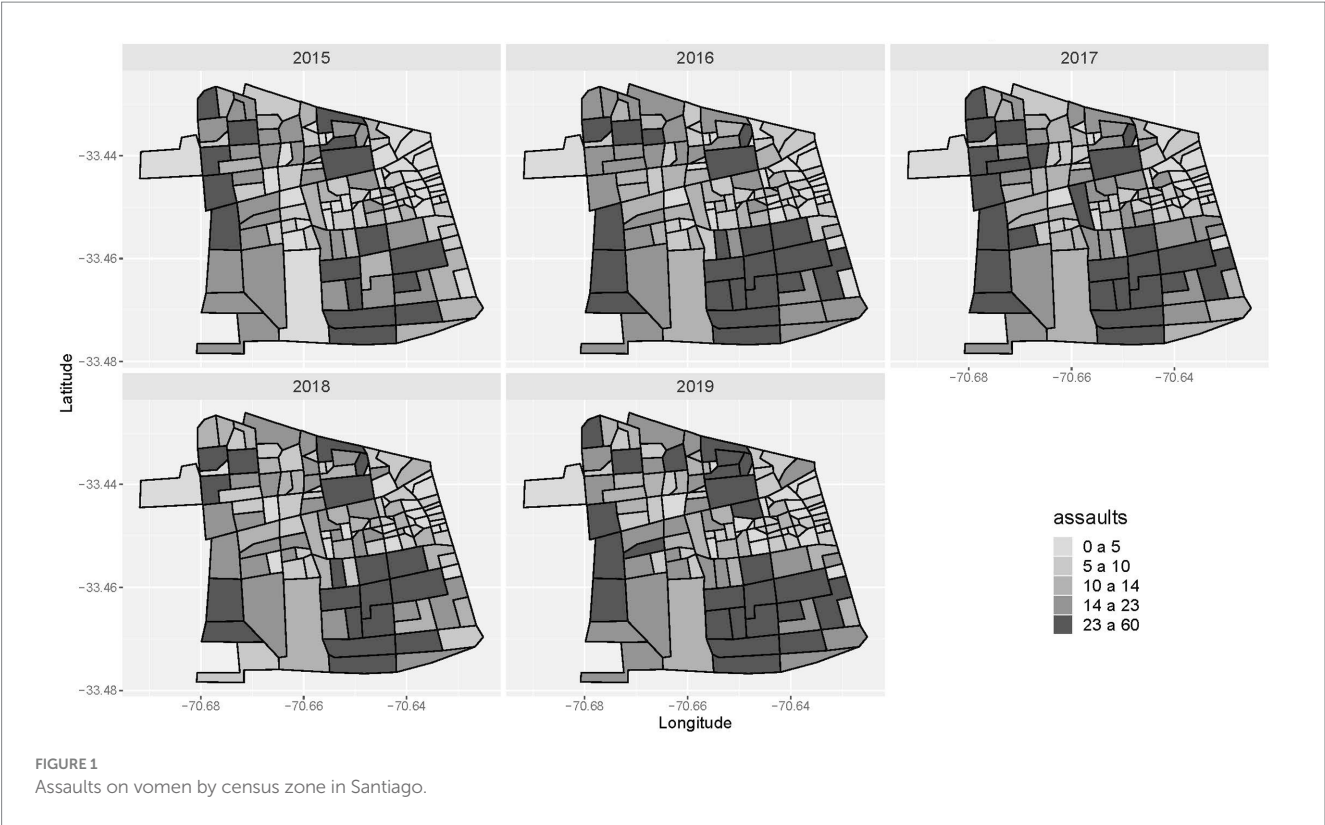 2015
2016
2017
−33.44
−33.46
−33.48
−70.68
−70.66
−70.64
Latitude
2018
2019
−33.44
−33.46
−33.48
−70.68
−70.66
−70.64
−70.68
−70.66
−70.64
Longitude
assaults
0 a 5
5 a 10
10 a 14
14 a 23
23 a 60
FIGURE 1
Assaults on vomen by census zone in Santiago.